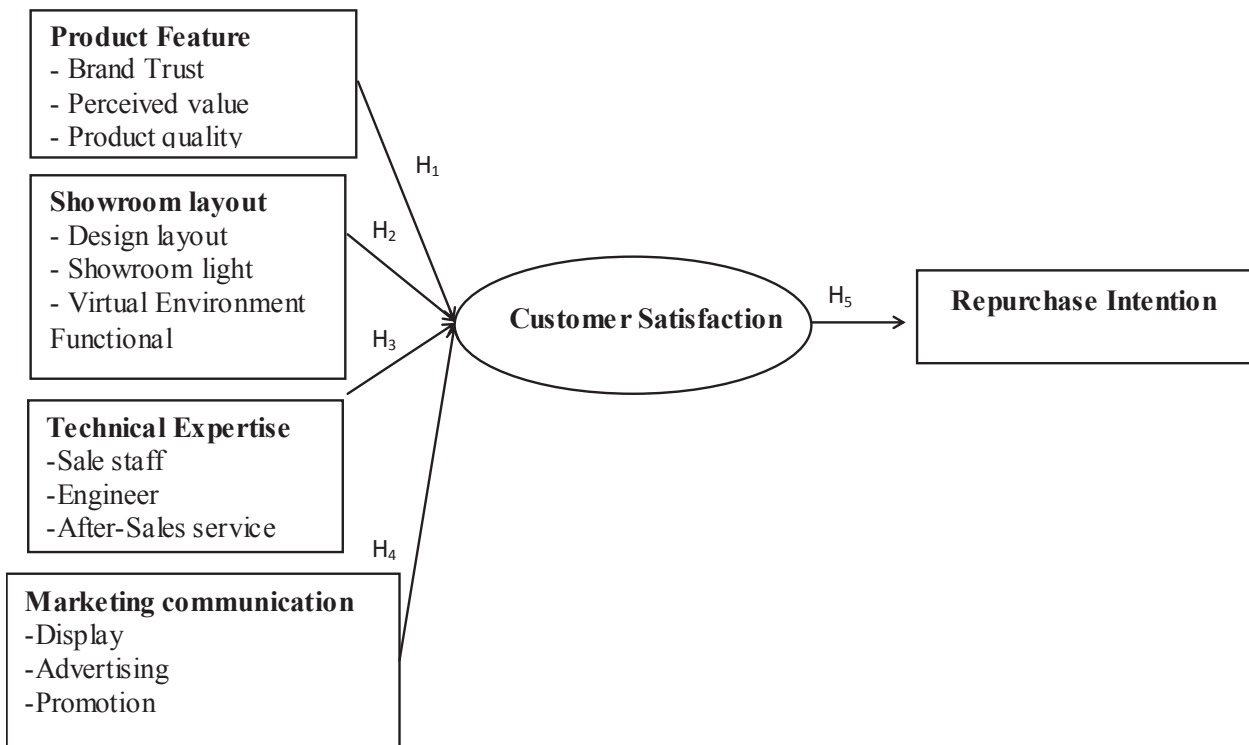 Product Feature
- Brand Trust
- Perceived value
- Product quality
H₁
Showroom layout
- Design layout
- Showroom light
- Virtual Environment
Functional
H₂
H₃
Customer Satisfaction
H₅
Repurchase Intention
Technical Expertise
-Sale staff
-Engineer
-After-Sales service
H₄
Marketing communication
-Display
-Advertising
-Promotion